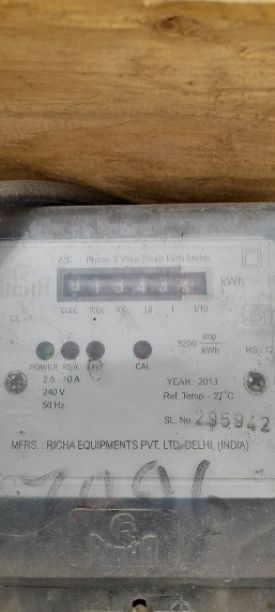 A.C. 1 Phase 2 Wire Static kWh Meter
kWh
10000 1000 100 10 1 1/10
3200 Imp/kWh
POWER REV. CAL
2.5 - 10 A
240 V.
50 Hz.
YEARS : 2013
Ref. Temp. - 27°C
SL. No. 295942
MFRS. : RICHA EQUIPMENTS PVT. LTD. DELHI, (INDIA)
RICHA